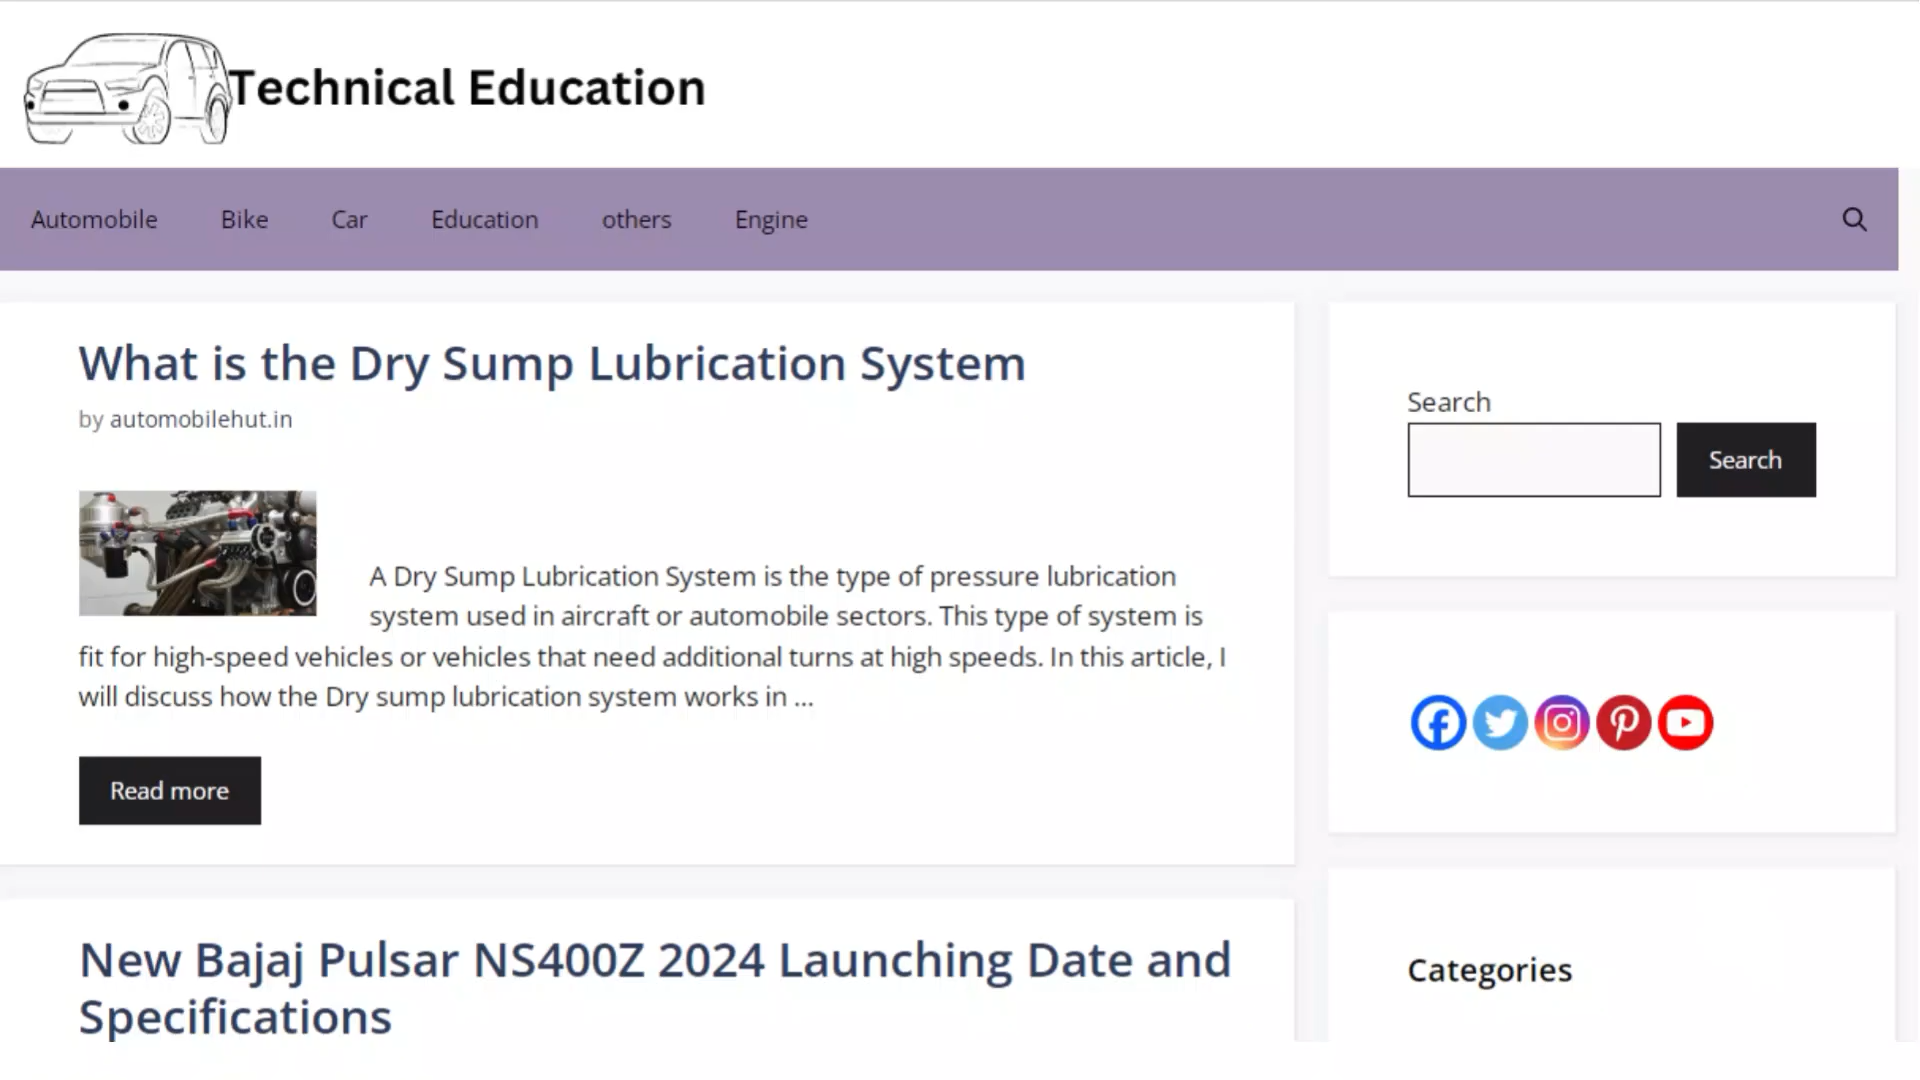 Technical Education
Automobile Bike Car Education others Engine
What is the Dry Sump Lubrication System
by automobilehut.in
A Dry Sump Lubrication System is the type of pressure lubrication
system used in aircraft or automobile sectors. This type of system is
fit for high-speed vehicles or vehicles that need additional turns at high speeds. In this article, I
will discuss how the Dry sump lubrication system works in ...
Read more
New Bajaj Pulsar NS400Z 2024 Launching Date and
Specifications
Search
Search
Categories